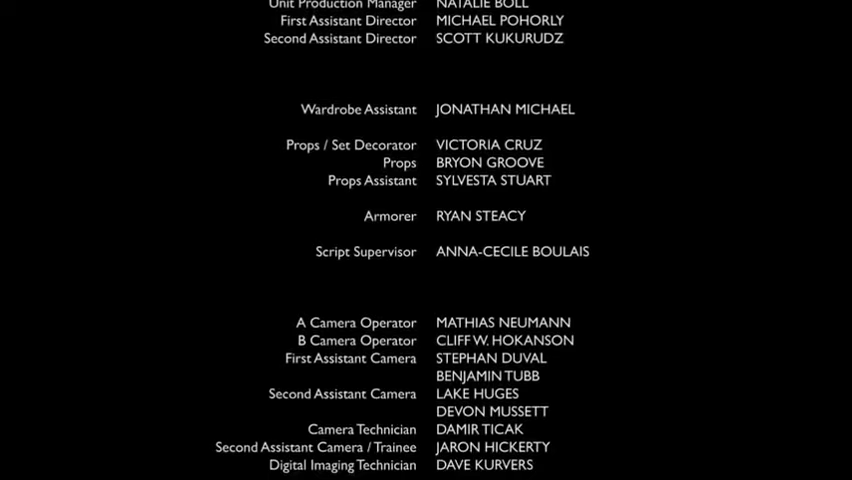 Unit Production Manager NATALIE BOLL
First Assistant Director MICHAEL POHORLY
Second Assistant Director SCOTT KUKURUDZ
Wardrobe Assistant JONATHAN MICHAEL
Props / Set Decorator VICTORIA CRUZ
Props BRYON GROOVE
Props Assistant SYLVESTA STUART
Armorer RYAN STEACY
Script Supervisor ANNA-CECILE BOULAIS
A Camera Operator MATHIAS NEUMANN
B Camera Operator CLIFF W. HOKANSON
First Assistant Camera STEPHAN DUVAL
BENJAMIN TUBB
Second Assistant Camera LAKE HUGES
DEVON MUSSETT
Camera Technician DAMIR TICAK
Second Assistant Camera / Trainee JARON HICKERTY
Digital Imaging Technician DAVE KURVERS